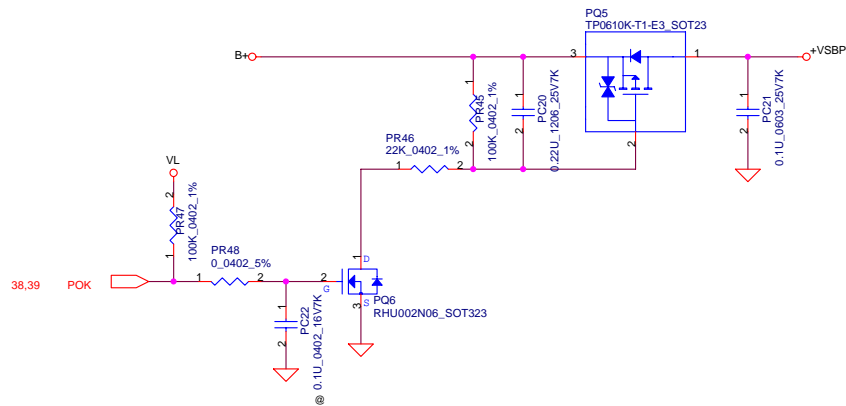 PQ5
TP0610K-T1-E3_SOT23
B+
3
1
+VSBP
1
PR45
100K_0402_1%
2
1
PC20
0.22U_1206_25V7K
2
2
1
PC21
0.1U_0603_25V7K
2
PR46
22K_0402_1%
1
2
VL
2
PR47
100K_0402_1%
1
PR48
0_0402_5%
38,39
POK
1
2
2
G
1
D
S
3
PQ6
RHU002N06_SOT323
1
PC22
0.1U_0402_16V7K
2
@